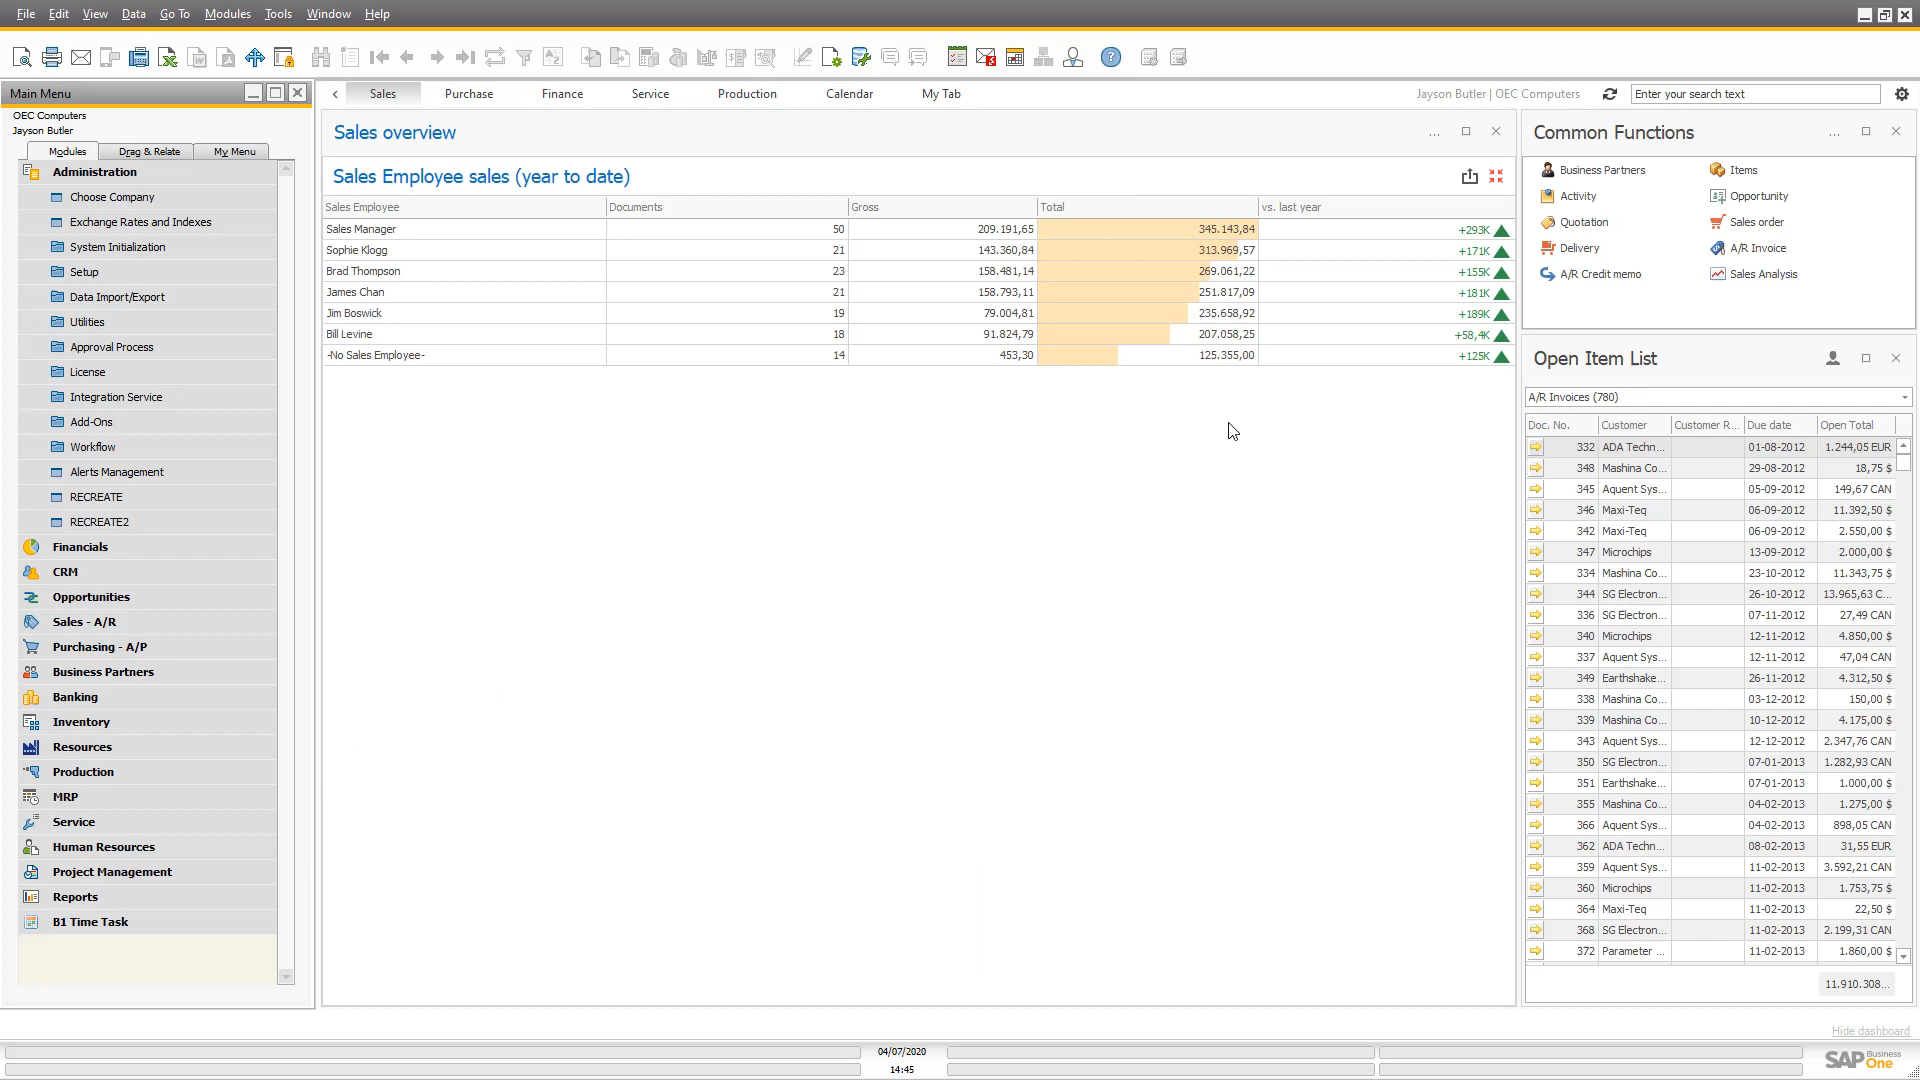 File Edit View Data Go To Modules Tools Window Help
Main Menu
OEC Computers
Jayson Butler
Modules Drag & Relate My Menu
Administration
Choose Company
Exchange Rates and Indexes
System Initialization
Setup
Data Import/Export
Utilities
Approval Process
License
Integration Service
Add-Ons
Workflow
Alerts Management
RECREATE
RECREATE2
Financials
CRM
Opportunities
Sales - A/R
Purchasing - A/P
Business Partners
Banking
Inventory
Resources
Production
MRP
Service
Human Resources
Project Management
Reports
B1 Time Task
Sales Purchase Finance Service Production Calendar My Tab
Jayson Butler | OEC Computers
Enter your search text
Sales overview
Sales Employee sales (year to date)
Sales Employee Documents Gross Total vs. last year
Sales Manager 50 209.191,65 345.143,84 +293K
Sophie Klogg 21 143.360,84 313.969,57 +171K
Brad Thompson 23 158.481,14 269.061,22 +155K
James Chan 21 158.793,11 251.817,09 +181K
Jim Boswick 19 79.004,81 235.658,92 +189K
Bill Levine 18 91.824,79 207.058,25 +58,4K
-No Sales Employee- 14 453,30 125.355,00 +125K
Common Functions
Business Partners Items
Activity Opportunity
Quotation Sales order
Delivery A/R Invoice
A/R Credit memo Sales Analysis
Open Item List
A/R Invoices (780)
Doc. No. Customer Customer R... Due date Open Total
332 ADA Techn... 01-08-2012 1.244,05 EUR
348 Mashina Co... 29-08-2012 18,75 $
345 Aquent Sys... 05-09-2012 149,67 CAN
346 Maxi-Teq 06-09-2012 11.392,50 $
342 Maxi-Teq 06-09-2012 2.550,00 $
347 Microchips 13-09-2012 2.000,00 $
334 Mashina Co... 23-10-2012 11.343,75 $
344 SG Electron... 26-10-2012 13.965,63 C...
336 SG Electron... 07-11-2012 27,49 CAN
340 Microchips 12-11-2012 4.850,00 $
337 Aquent Sys... 12-11-2012 47,04 CAN
349 Earthshake... 26-11-2012 4.312,50 $
338 Mashina Co... 03-12-2012 150,00 $
339 Mashina Co... 10-12-2012 4.175,00 $
343 Aquent Sys... 12-12-2012 2.347,76 CAN
350 SG Electron... 07-01-2013 1.282,93 CAN
351 Earthshake... 07-01-2013 1.000,00 $
355 Mashina Co... 04-02-2013 1.275,00 $
366 Aquent Sys... 04-02-2013 898,05 CAN
362 ADA Techn... 08-02-2013 31,55 EUR
359 Aquent Sys... 11-02-2013 3.592,21 CAN
360 Microchips 11-02-2013 1.753,75 $
364 Maxi-Teq 11-02-2013 22,50 $
368 SG Electron... 11-02-2013 2.199,31 CAN
372 Parameter ... 11-02-2013 1.860,00 $
11.910.308...
Hide dashboard
04/07/2020
14:45
SAP Business One